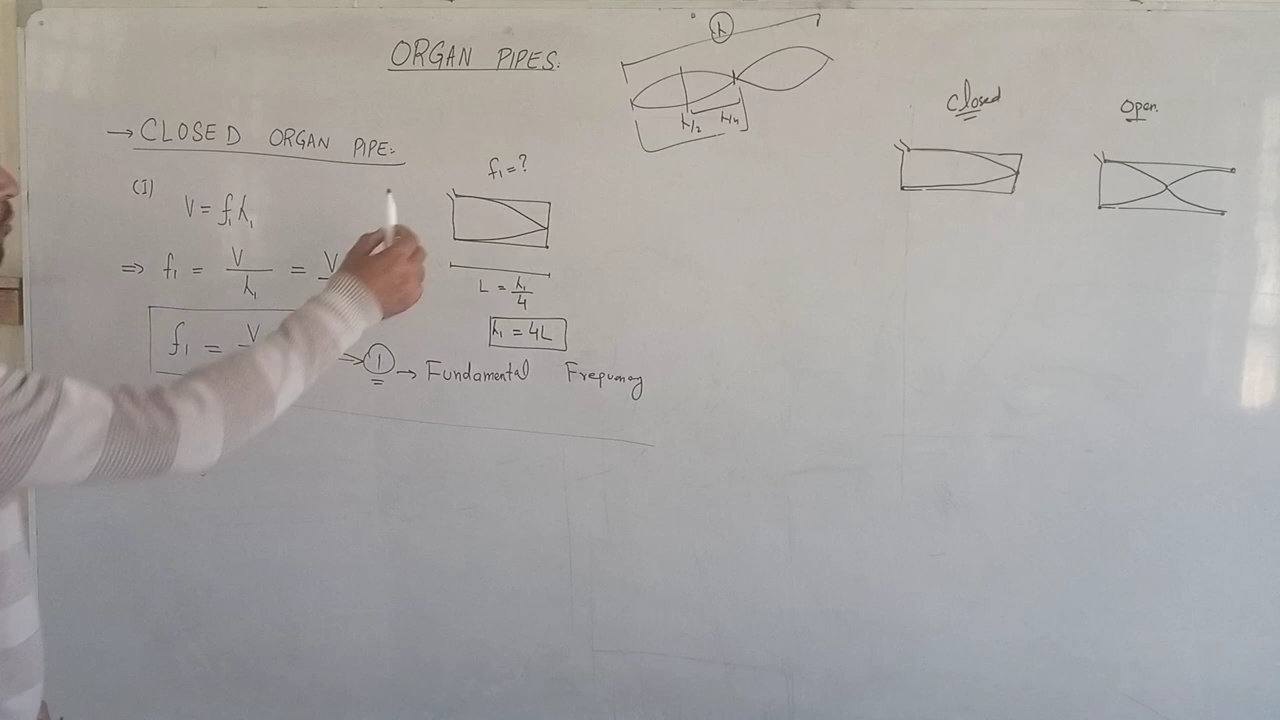 ORGAN PIPES.
λ
λ/2 λ/4
Closed
Open
→ CLOSED ORGAN PIPE:
f₁ = ?
(I)
V = f₁λ₁
⇒ f₁ = V/λ₁ = V
L = λ₁/4
λ₁ = 4L
f₁ = V
⇒ 1 → Fundamental Frequency